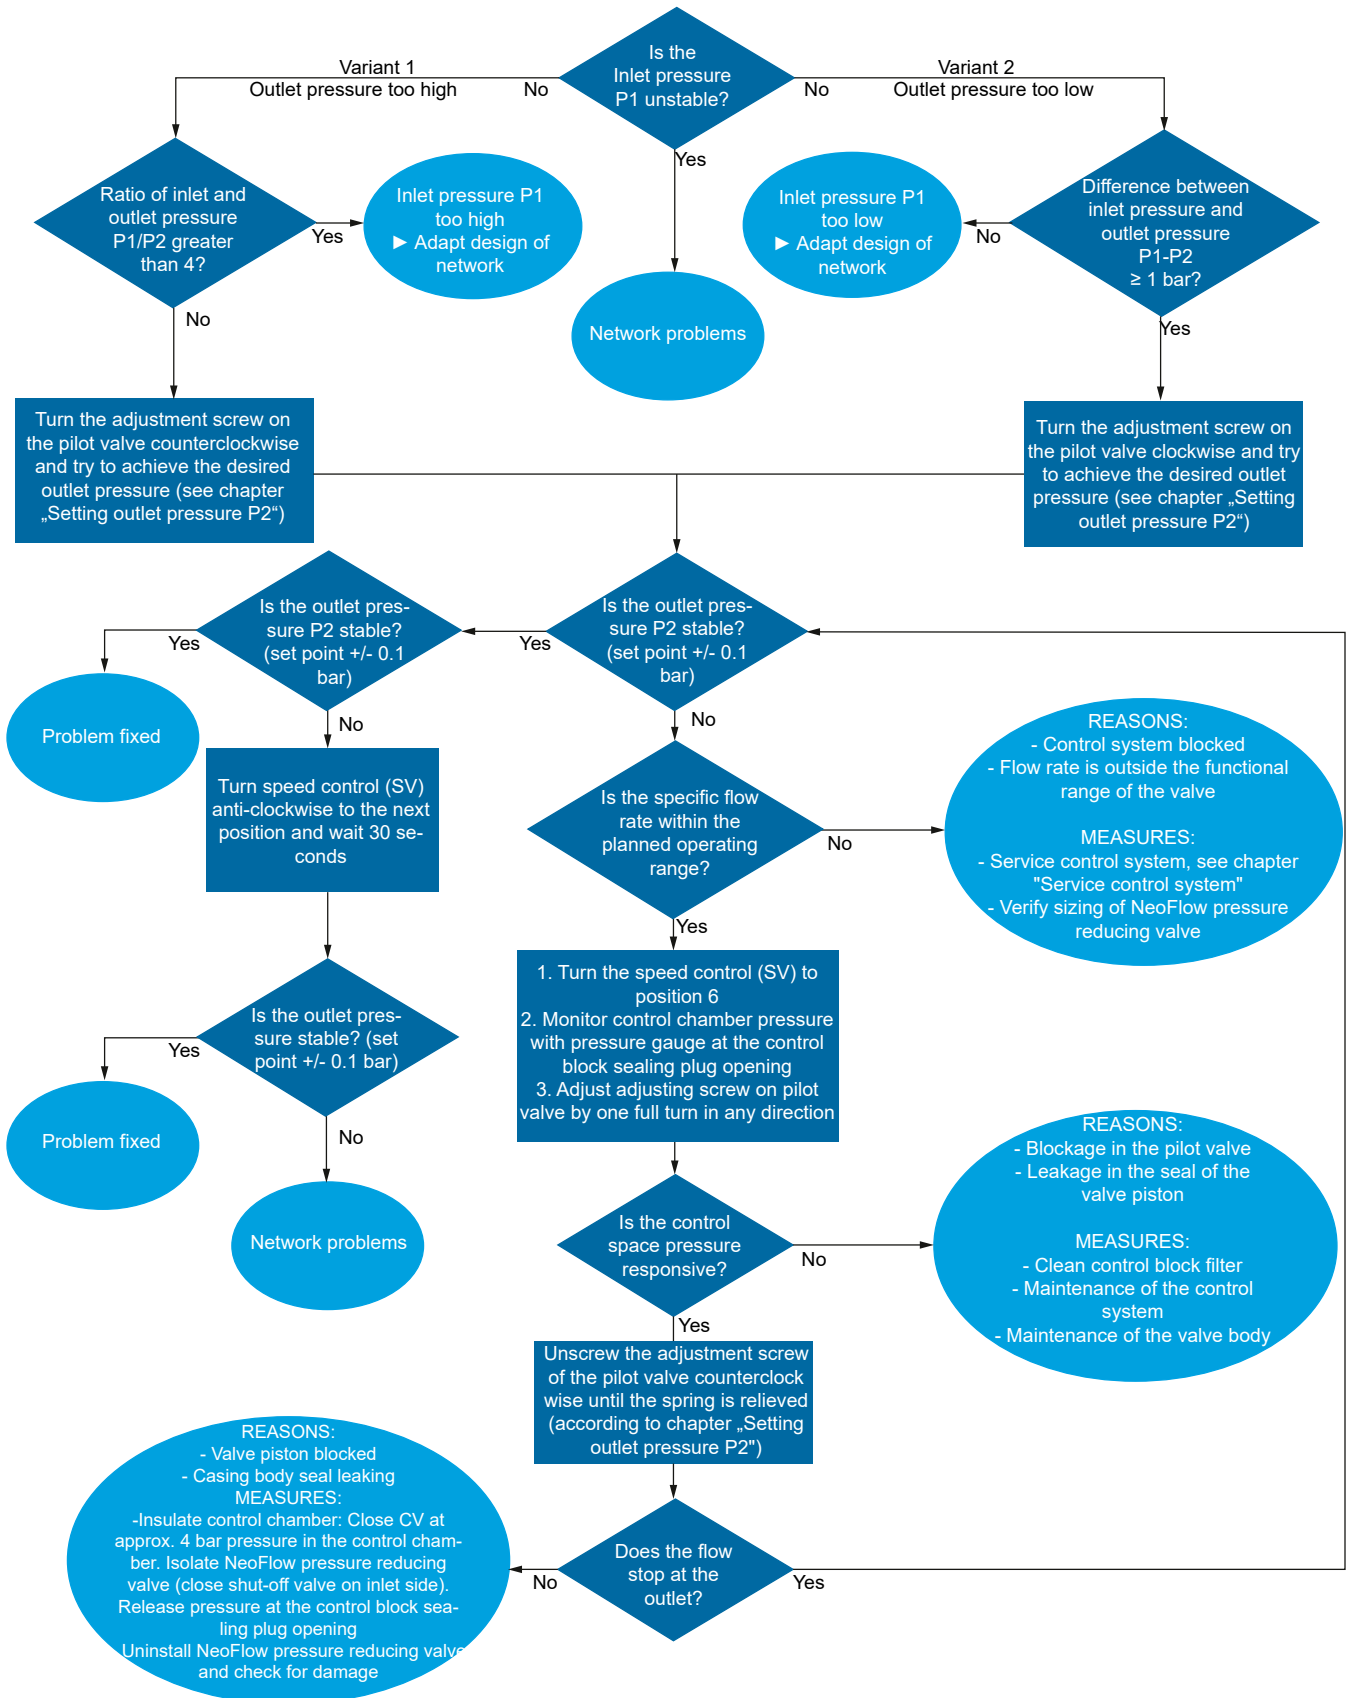 Is the
Inlet pressure
P1 unstable?
Variant 1
Outlet pressure too high
No
Variant 2
No
Outlet pressure too low
Yes
Ratio of inlet and
outlet pressure
P1/P2 greater
than 4?
Yes
No
Inlet pressure P1
too high
► Adapt design of
network
Network problems
Inlet pressure P1
too low
► Adapt design of
network
Difference between
inlet pressure and
outlet pressure
P1-P2
≥ 1 bar?
No
Yes
Turn the adjustment screw on
the pilot valve counterclockwise
and try to achieve the desired
outlet pressure (see chapter
„Setting outlet pressure P2“)
Turn the adjustment screw on
the pilot valve clockwise and try
to achieve the desired outlet
pressure (see chapter „Setting
outlet pressure P2“)
Is the outlet pres-
sure P2 stable?
(set point +/- 0.1
bar)
Yes
No
Is the outlet pres-
sure P2 stable?
(set point +/- 0.1
bar)
Yes
No
Problem fixed
Turn speed control (SV)
anti-clockwise to the next
position and wait 30 se-
conds
Is the specific flow
rate within the
planned operating
range?
No
Yes
REASONS:
- Control system blocked
- Flow rate is outside the functional
range of the valve
MEASURES:
- Service control system, see chapter
"Service control system"
- Verify sizing of NeoFlow pressure
reducing valve
Is the outlet pres-
sure stable? (set
point +/- 0.1 bar)
Yes
No
Problem fixed
Network problems
1. Turn the speed control (SV) to
position 6
2. Monitor control chamber pressure
with pressure gauge at the control
block sealing plug opening
3. Adjust adjusting screw on pilot
valve by one full turn in any direction
Is the control
space pressure
responsive?
No
Yes
REASONS:
- Blockage in the pilot valve
- Leakage in the seal of the
valve piston
MEASURES:
- Clean control block filter
- Maintenance of the control
system
- Maintenance of the valve body
Unscrew the adjustment screw
of the pilot valve counterclock
wise until the spring is relieved
(according to chapter „Setting
outlet pressure P2")
Does the flow
stop at the
outlet?
No
Yes
REASONS:
- Valve piston blocked
- Casing body seal leaking
MEASURES:
-Insulate control chamber: Close CV at
approx. 4 bar pressure in the control cham-
ber. Isolate NeoFlow pressure reducing
valve (close shut-off valve on inlet side).
Release pressure at the control block sea-
ling plug opening
Uninstall NeoFlow pressure reducing valve
and check for damage